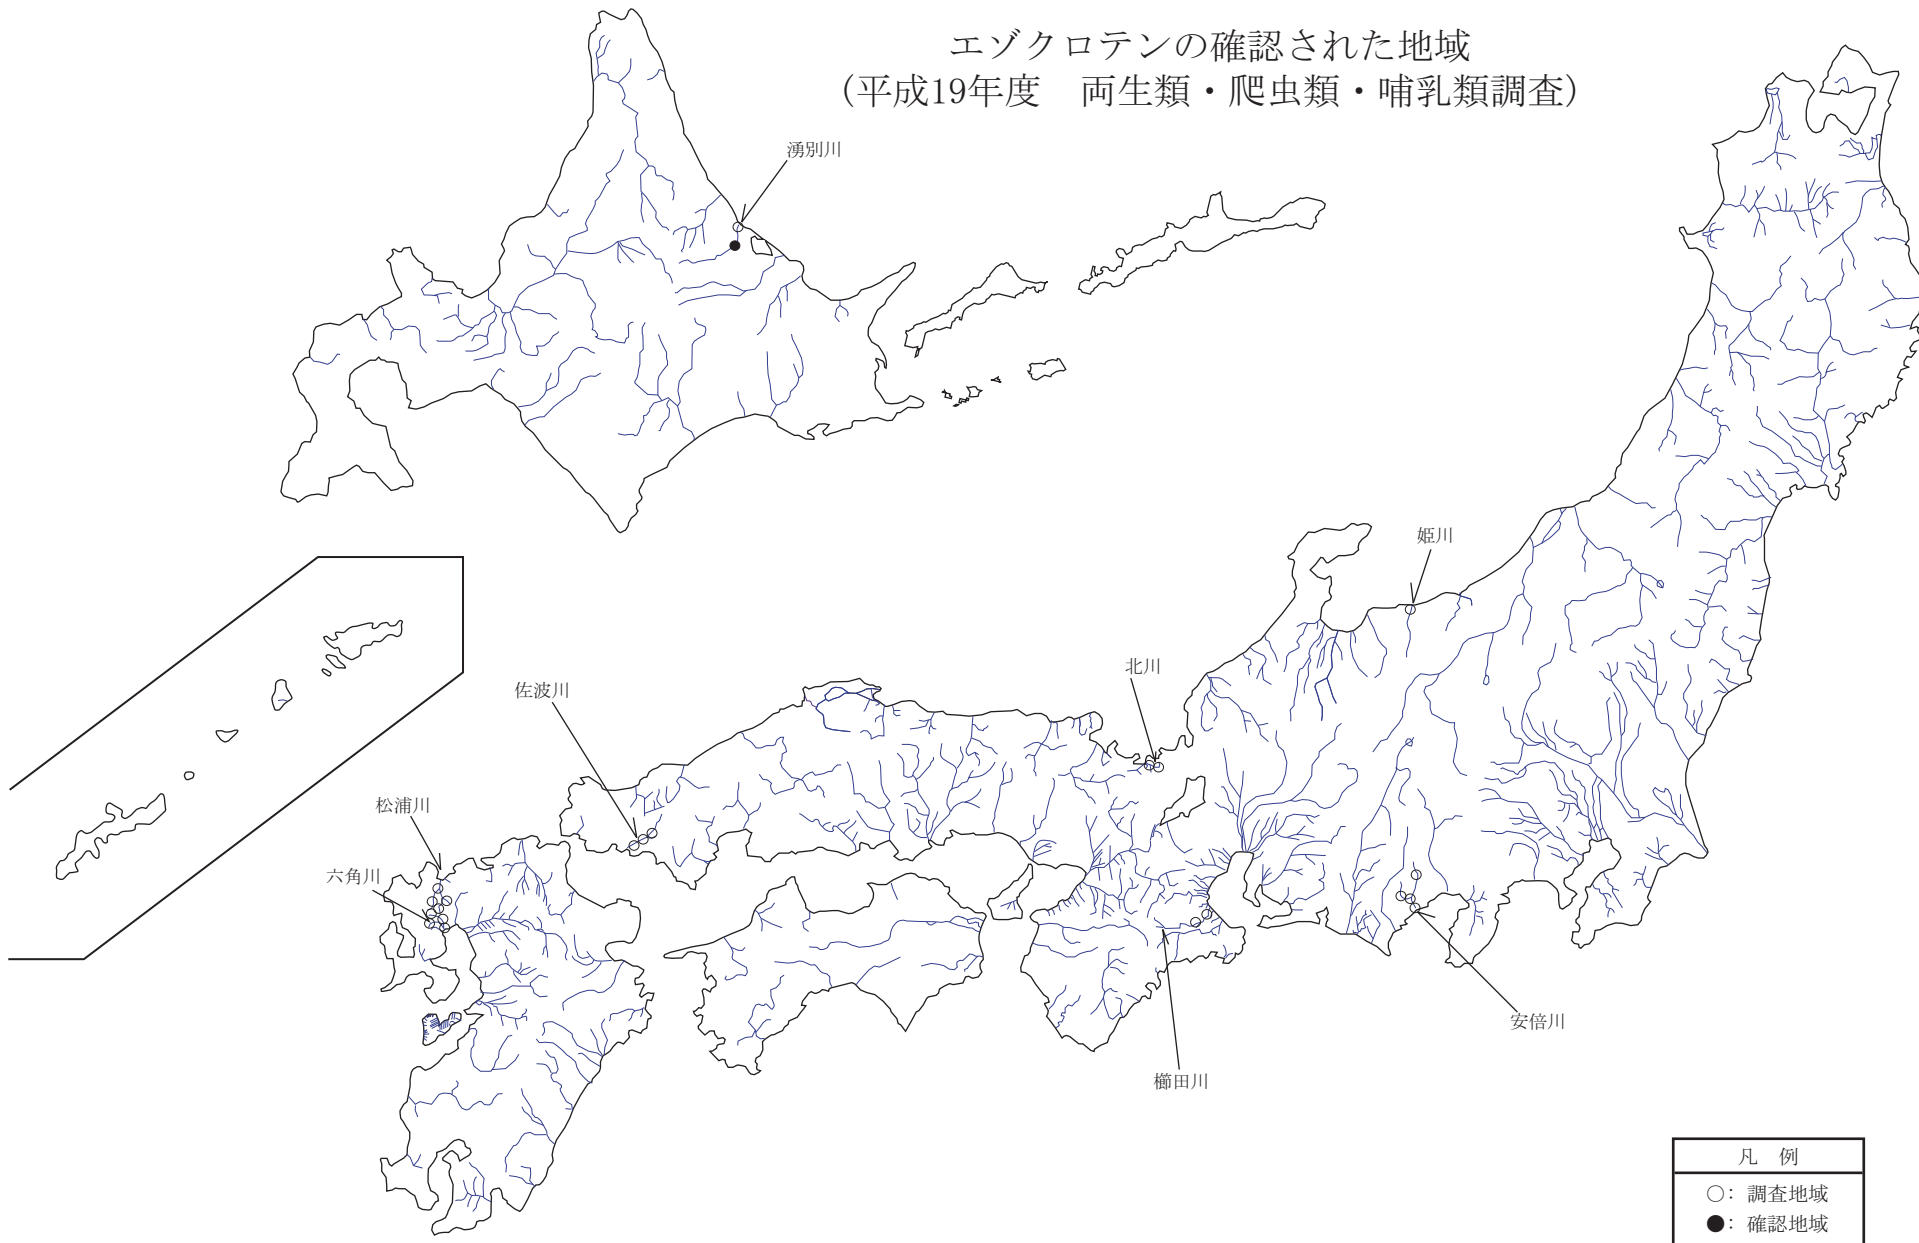 エゾクロテンの確認された地域
(平成19年度　両生類・爬虫類・哺乳類調査)
湧別川
姫川
北川
佐波川
松浦川
六角川
安倍川
櫛田川
凡　例
○：調査地域
●：確認地域